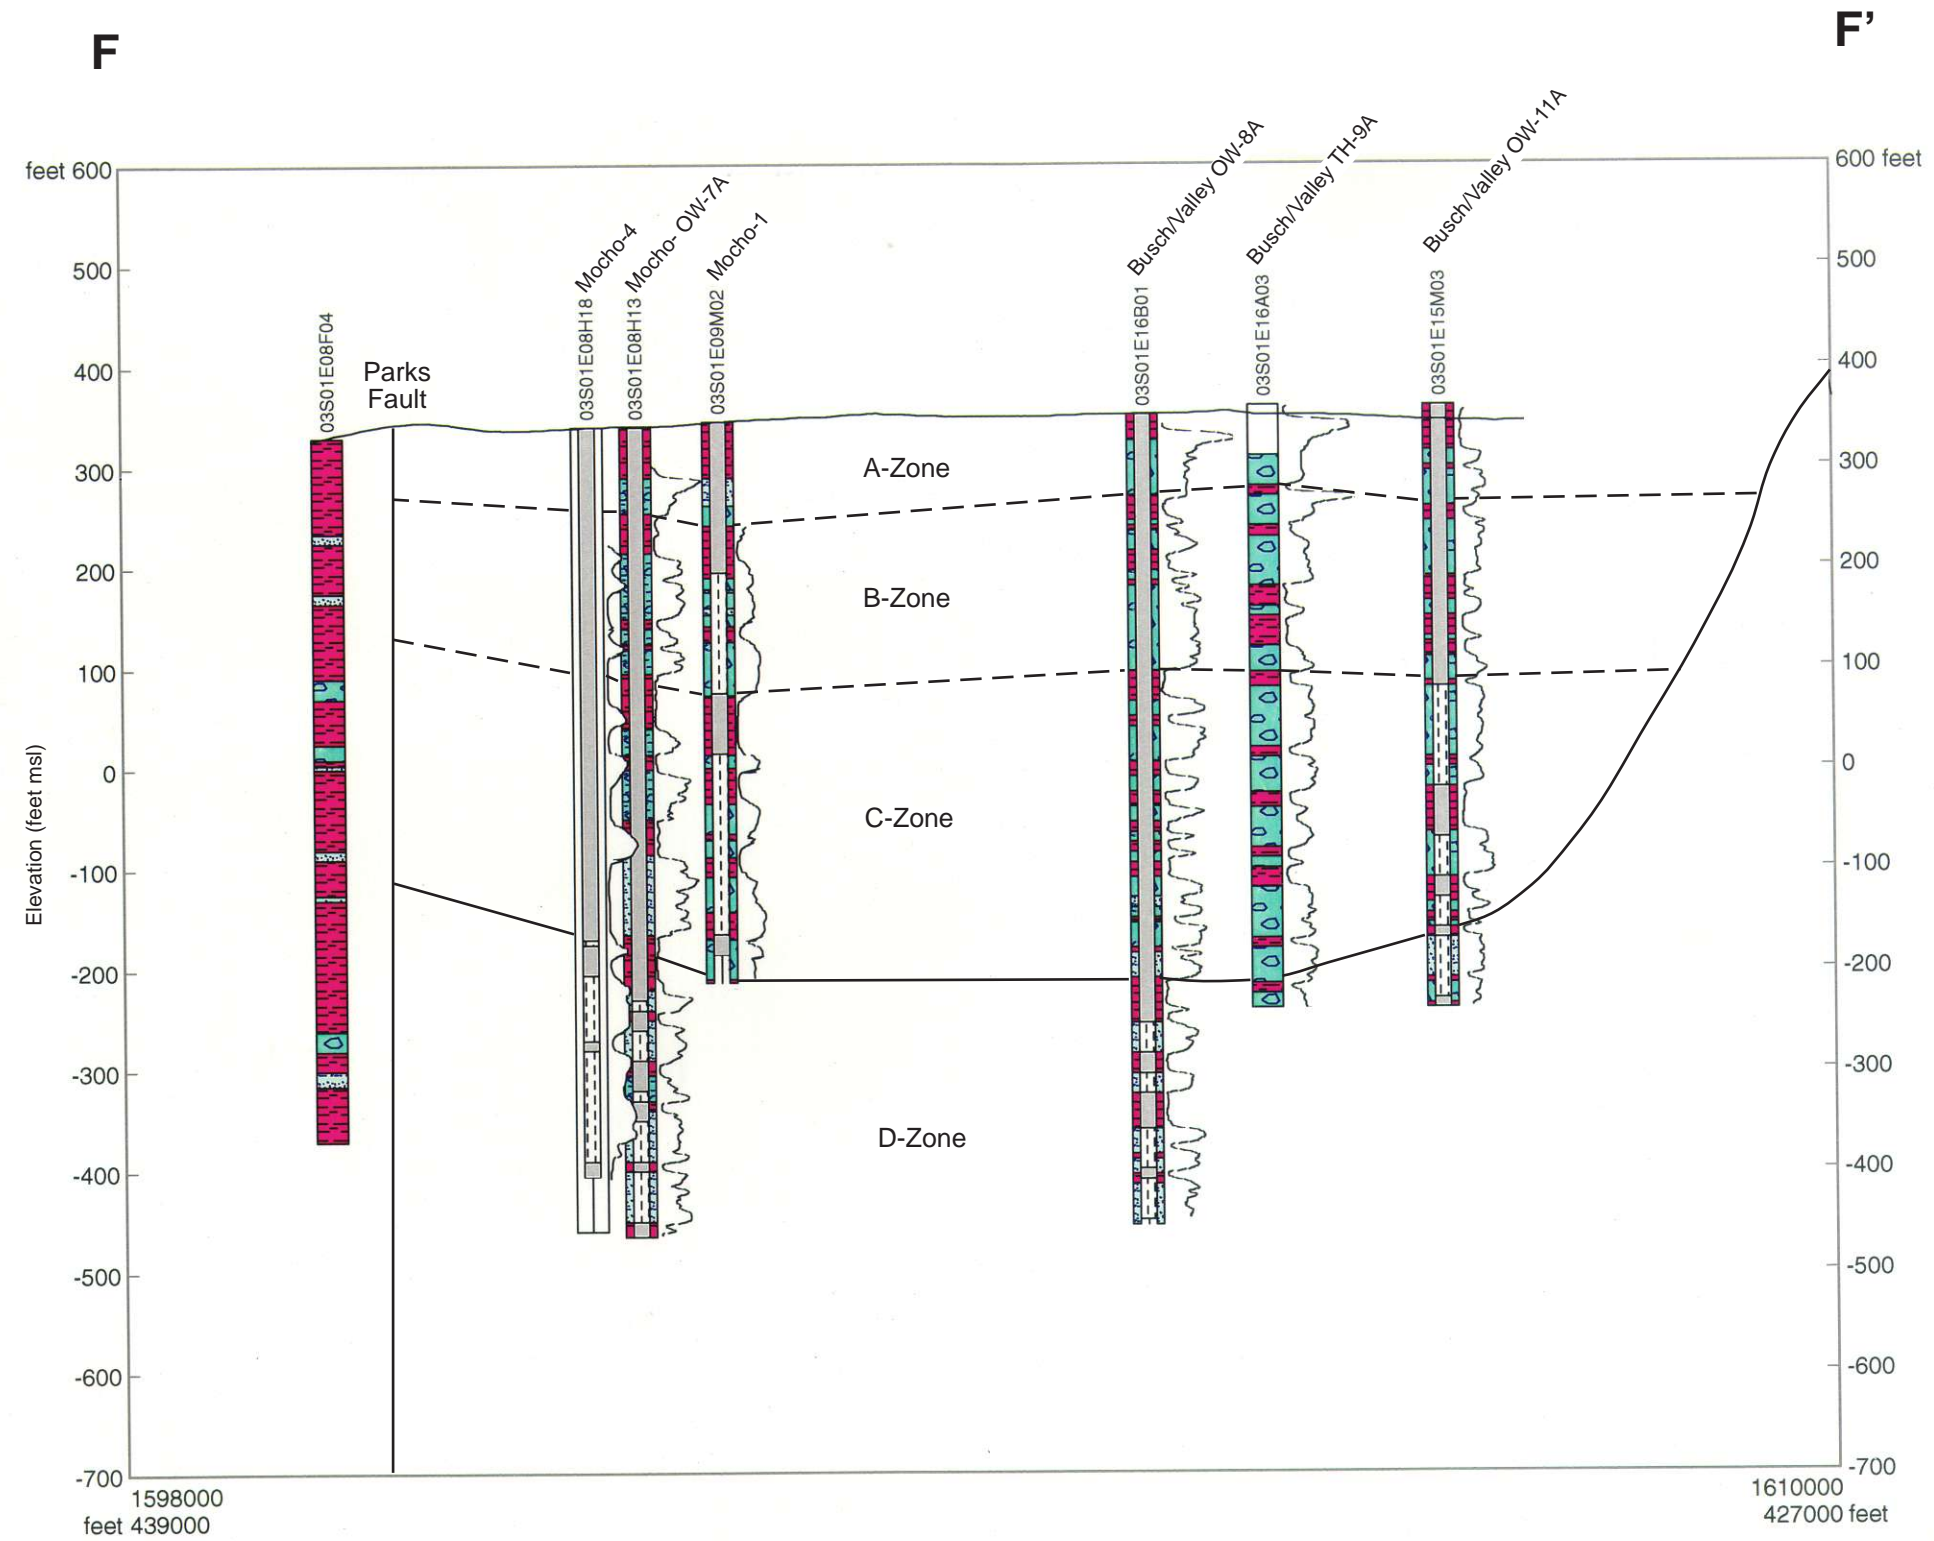 F
F’
feet 600
500
400
300
200
100
0
-100
-200
-300
-400
-500
-600
-700
Elevation (feet msl)
600 feet
500
400
300
200
100
0
-100
-200
-300
-400
-500
-600
-700
03S01E08F04
Parks
Fault
03S01E08H18 Mocho-4
03S01E08H13 Mocho- OW-7A
03S01E09M02 Mocho-1
03S01E16B01 Busch/Valley OW-8A
03S01E16A03 Busch/Valley TH-9A
03S01E15M03 Busch/Valley OW-11A
A-Zone
B-Zone
C-Zone
D-Zone
1598000
feet 439000
1610000
427000 feet